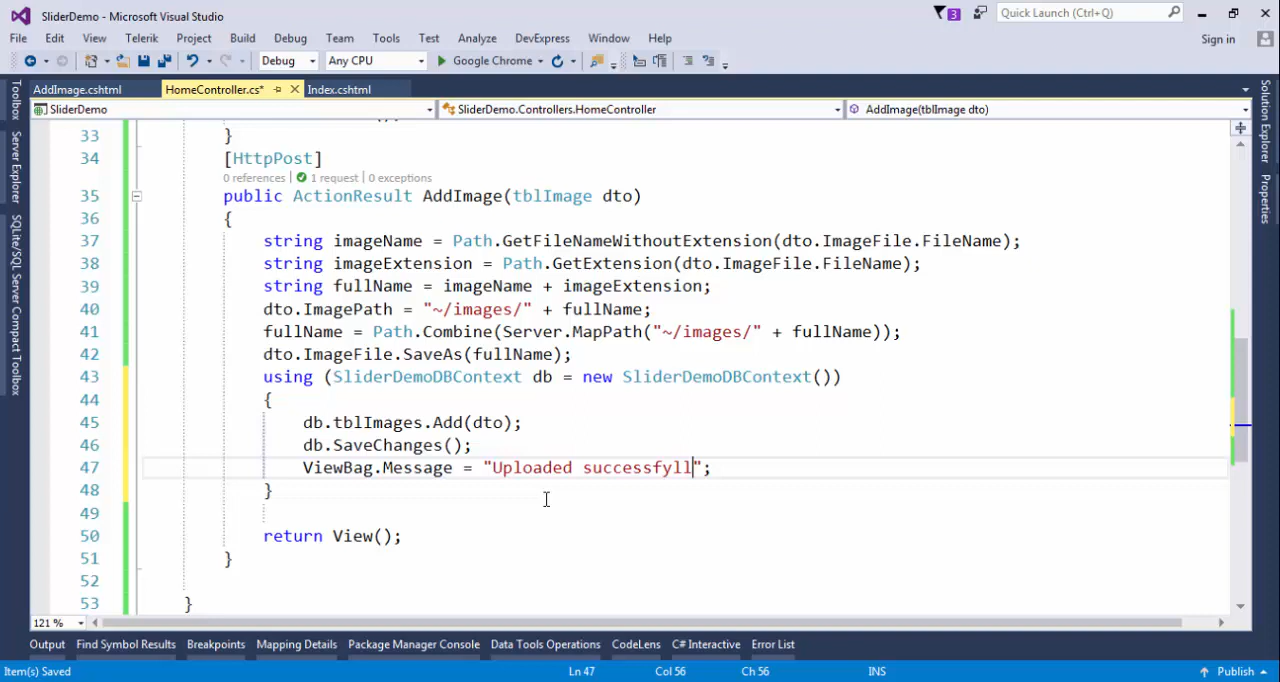 SliderDemo - Microsoft Visual Studio
3
Quick Launch (Ctrl+Q)
File Edit View Telerik Project Build Debug Team Tools Test Analyze DevExpress Window Help
Sign in
Debug Any CPU Google Chrome
AddImage.cshtml HomeController.cs* Index.cshtml
SliderDemo SliderDemo.Controllers.HomeController AddImage(tblImage dto)
Toolbox
Server Explorer
SQLite/SQL Server Compact Toolbox
Solution Explorer
Properties
33 }
34 [HttpPost]
0 references | 1 request | 0 exceptions
35 public ActionResult AddImage(tblImage dto)
36 {
37 string imageName = Path.GetFileNameWithoutExtension(dto.ImageFile.FileName);
38 string imageExtension = Path.GetExtension(dto.ImageFile.FileName);
39 string fullName = imageName + imageExtension;
40 dto.ImagePath = "~/images/" + fullName;
41 fullName = Path.Combine(Server.MapPath("~/images/" + fullName));
42 dto.ImageFile.SaveAs(fullName);
43 using (SliderDemoDBContext db = new SliderDemoDBContext())
44 {
45 db.tblImages.Add(dto);
46 db.SaveChanges();
47 ViewBag.Message = "Uploaded successfyll";
48 }
49
50 return View();
51 }
52
53 }
121 %
Output Find Symbol Results Breakpoints Mapping Details Package Manager Console Data Tools Operations CodeLens C# Interactive Error List
Item(s) Saved Ln 47 Col 56 Ch 56 INS Publish